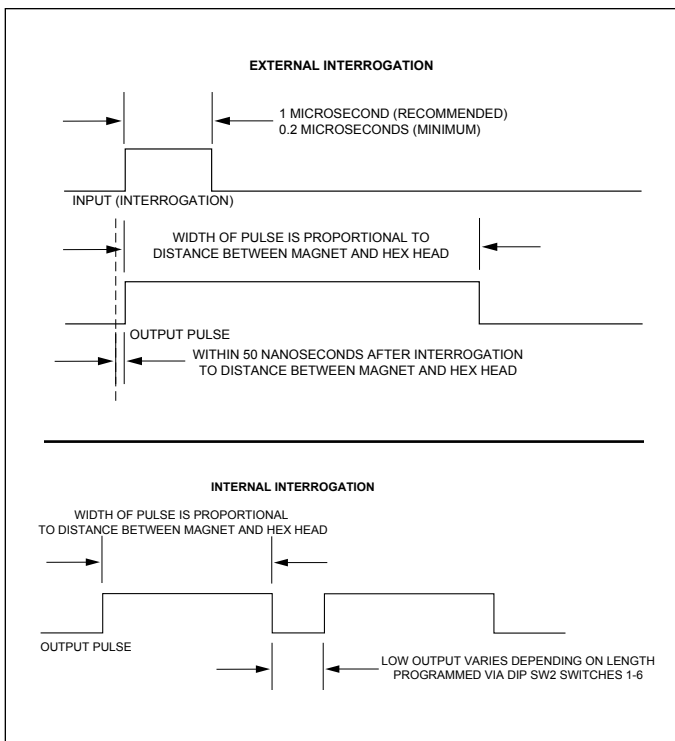 EXTERNAL INTERROGATION
1 MICROSECOND (RECOMMENDED)
0.2 MICROSECONDS (MINIMUM)
INPUT (INTERROGATION)
WIDTH OF PULSE IS PROPORTIONAL TO
DISTANCE BETWEEN MAGNET AND HEX HEAD
OUTPUT PULSE
WITHIN 50 NANOSECONDS AFTER INTERROGATION
TO DISTANCE BETWEEN MAGNET AND HEX HEAD
INTERNAL INTERROGATION
WIDTH OF PULSE IS PROPORTIONAL
TO DISTANCE BETWEEN MAGNET AND HEX HEAD
OUTPUT PULSE
LOW OUTPUT VARIES DEPENDING ON LENGTH
PROGRAMMED VIA DIP SW2 SWITCHES 1-6